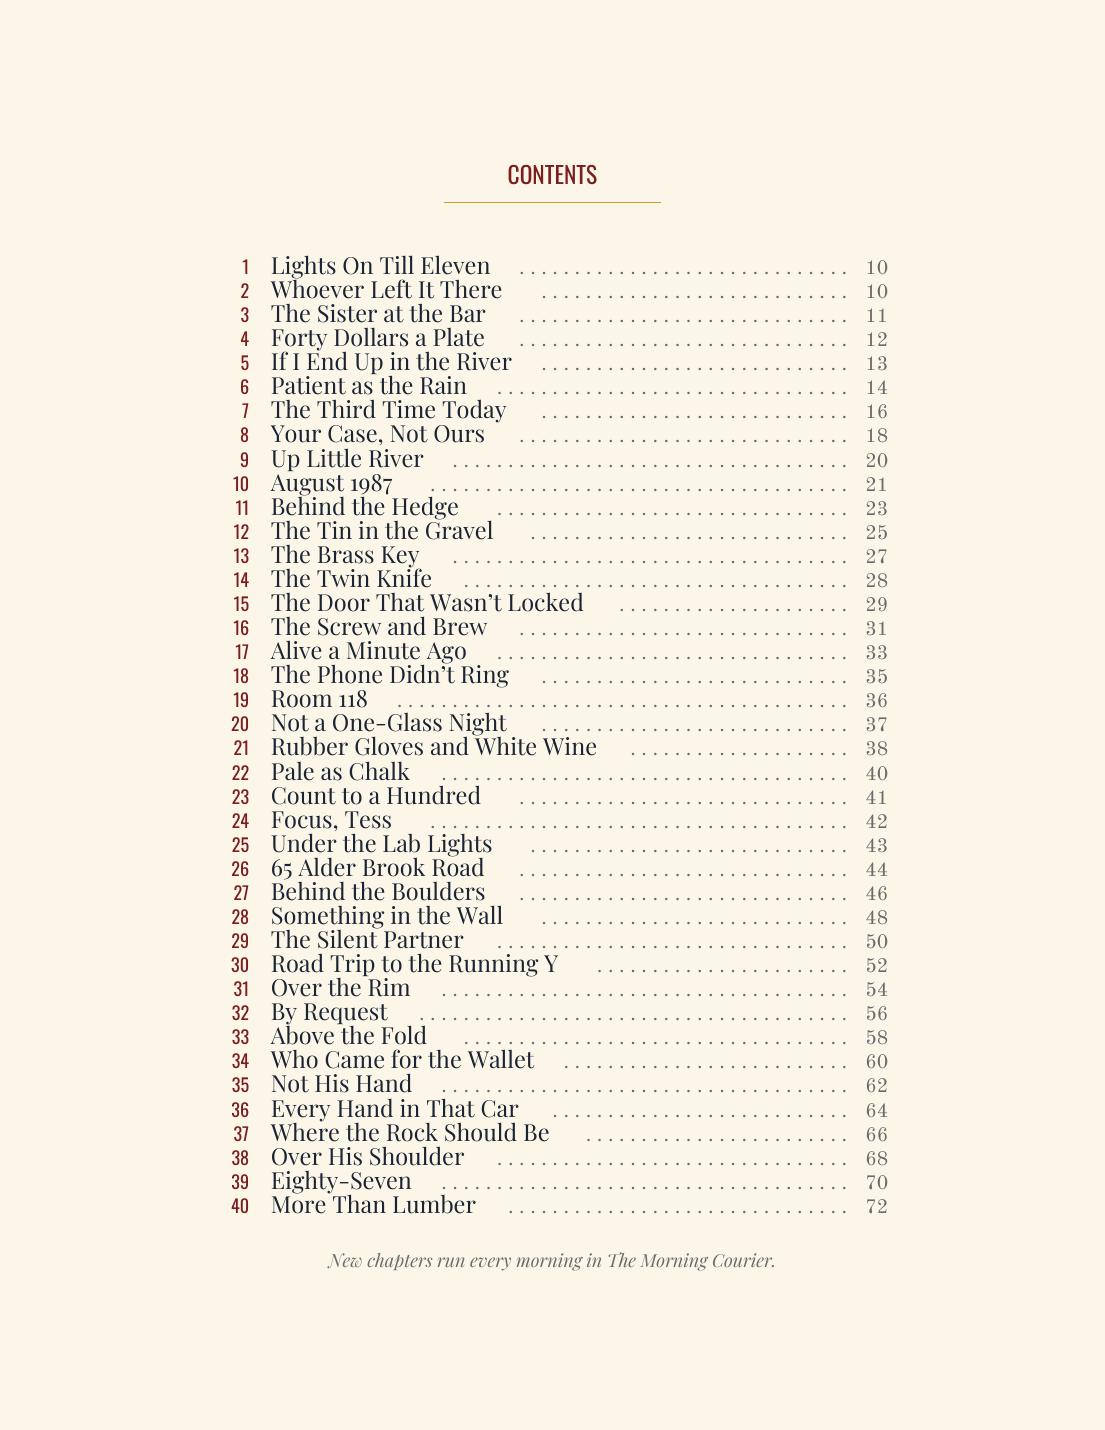 CONTENTS
1 Lights On Till Eleven . . . . . . . . . . . . . . . . . . . . . . . . . . . . . . 10
2 Whoever Left It There . . . . . . . . . . . . . . . . . . . . . . . . . . . . 10
3 The Sister at the Bar . . . . . . . . . . . . . . . . . . . . . . . . . . . . . . 11
4 Forty Dollars a Plate . . . . . . . . . . . . . . . . . . . . . . . . . . . . . . 12
5 If I End Up in the River . . . . . . . . . . . . . . . . . . . . . . . . . . . . 13
6 Patient as the Rain . . . . . . . . . . . . . . . . . . . . . . . . . . . . . . . . 14
7 The Third Time Today . . . . . . . . . . . . . . . . . . . . . . . . . . . . 16
8 Your Case, Not Ours . . . . . . . . . . . . . . . . . . . . . . . . . . . . . . 18
9 Up Little River . . . . . . . . . . . . . . . . . . . . . . . . . . . . . . . . . . . . 20
10 August 1987 . . . . . . . . . . . . . . . . . . . . . . . . . . . . . . . . . . . . . . 21
11 Behind the Hedge . . . . . . . . . . . . . . . . . . . . . . . . . . . . . . . . 23
12 The Tin in the Gravel . . . . . . . . . . . . . . . . . . . . . . . . . . . . . 25
13 The Brass Key . . . . . . . . . . . . . . . . . . . . . . . . . . . . . . . . . . . . 27
14 The Twin Knife . . . . . . . . . . . . . . . . . . . . . . . . . . . . . . . . . . . 28
15 The Door That Wasn’t Locked . . . . . . . . . . . . . . . . . . . . . 29
16 The Screw and Brew . . . . . . . . . . . . . . . . . . . . . . . . . . . . . . 31
17 Alive a Minute Ago . . . . . . . . . . . . . . . . . . . . . . . . . . . . . . . . 33
18 The Phone Didn’t Ring . . . . . . . . . . . . . . . . . . . . . . . . . . . . 35
19 Room 118 . . . . . . . . . . . . . . . . . . . . . . . . . . . . . . . . . . . . . . . . . 36
20 Not a One-Glass Night . . . . . . . . . . . . . . . . . . . . . . . . . . . . 37
21 Rubber Gloves and White Wine . . . . . . . . . . . . . . . . . . . . 38
22 Pale as Chalk . . . . . . . . . . . . . . . . . . . . . . . . . . . . . . . . . . . . . 40
23 Count to a Hundred . . . . . . . . . . . . . . . . . . . . . . . . . . . . . . 41
24 Focus, Tess . . . . . . . . . . . . . . . . . . . . . . . . . . . . . . . . . . . . . . 42
25 Under the Lab Lights . . . . . . . . . . . . . . . . . . . . . . . . . . . . . 43
26 65 Alder Brook Road . . . . . . . . . . . . . . . . . . . . . . . . . . . . . . 44
27 Behind the Boulders . . . . . . . . . . . . . . . . . . . . . . . . . . . . . . 46
28 Something in the Wall . . . . . . . . . . . . . . . . . . . . . . . . . . . . 48
29 The Silent Partner . . . . . . . . . . . . . . . . . . . . . . . . . . . . . . . . 50
30 Road Trip to the Running Y . . . . . . . . . . . . . . . . . . . . . . . 52
31 Over the Rim . . . . . . . . . . . . . . . . . . . . . . . . . . . . . . . . . . . . . 54
32 By Request . . . . . . . . . . . . . . . . . . . . . . . . . . . . . . . . . . . . . . . 56
33 Above the Fold . . . . . . . . . . . . . . . . . . . . . . . . . . . . . . . . . . . 58
34 Who Came for the Wallet . . . . . . . . . . . . . . . . . . . . . . . . . . 60
35 Not His Hand . . . . . . . . . . . . . . . . . . . . . . . . . . . . . . . . . . . . . 62
36 Every Hand in That Car . . . . . . . . . . . . . . . . . . . . . . . . . . . 64
37 Where the Rock Should Be . . . . . . . . . . . . . . . . . . . . . . . . 66
38 Over His Shoulder . . . . . . . . . . . . . . . . . . . . . . . . . . . . . . . . 68
39 Eighty-Seven . . . . . . . . . . . . . . . . . . . . . . . . . . . . . . . . . . . . . 70
40 More Than Lumber . . . . . . . . . . . . . . . . . . . . . . . . . . . . . . . 72
New chapters run every morning in The Morning Courier.